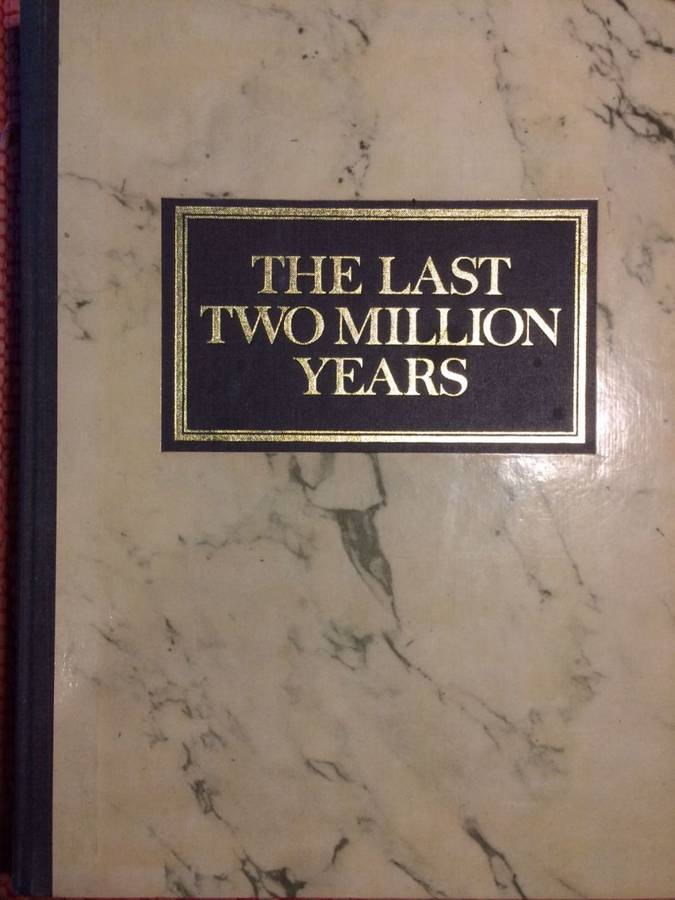 THE LAST
TWO MILLION
YEARS